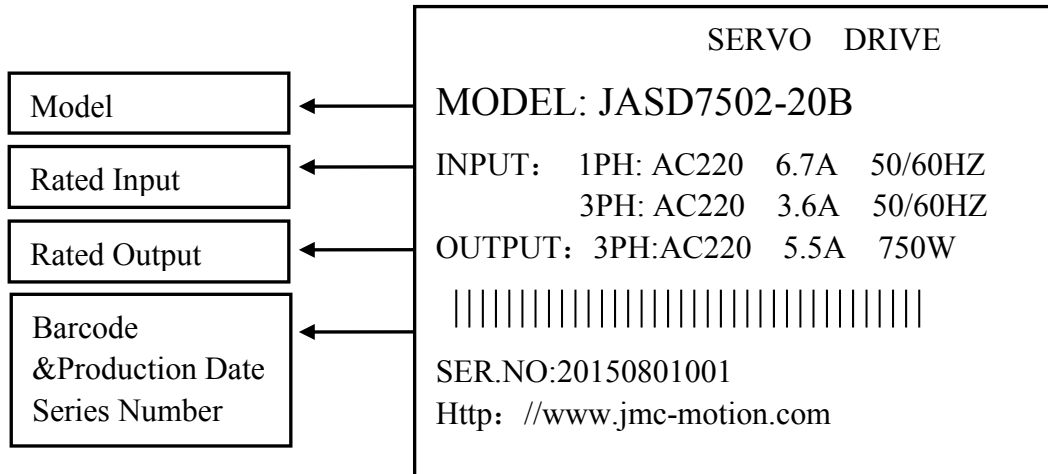 SERVO DRIVE
Model
MODEL: JASD7502-20B
Rated Input
INPUT： 1PH: AC220 6.7A 50/60HZ
3PH: AC220 3.6A 50/60HZ
Rated Output
OUTPUT：3PH:AC220 5.5A 750W
Barcode
&Production Date
Series Number
SER.NO:20150801001
Http：//www.jmc-motion.com